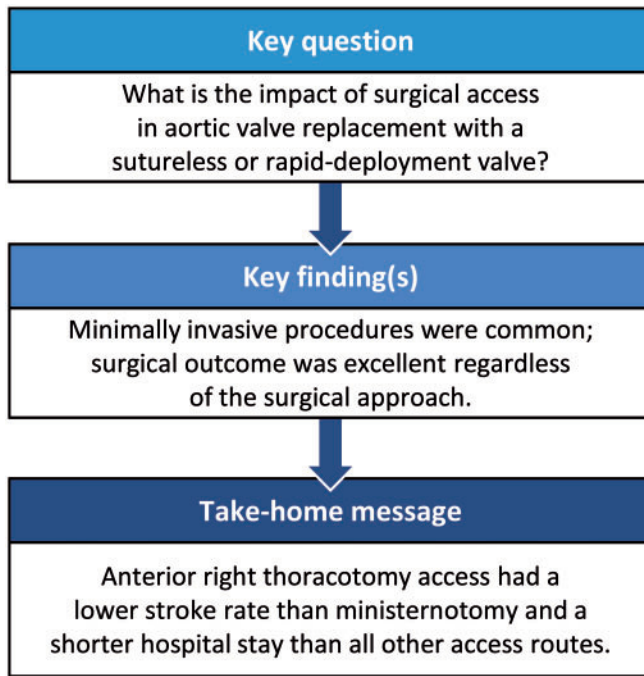 Key question
What is the impact of surgical access
in aortic valve replacement with a
sutureless or rapid-deployment valve?
Key finding(s)
Minimally invasive procedures were common;
surgical outcome was excellent regardless
of the surgical approach.
Take-home message
Anterior right thoracotomy access had a
lower stroke rate than ministernotomy and a
shorter hospital stay than all other access routes.